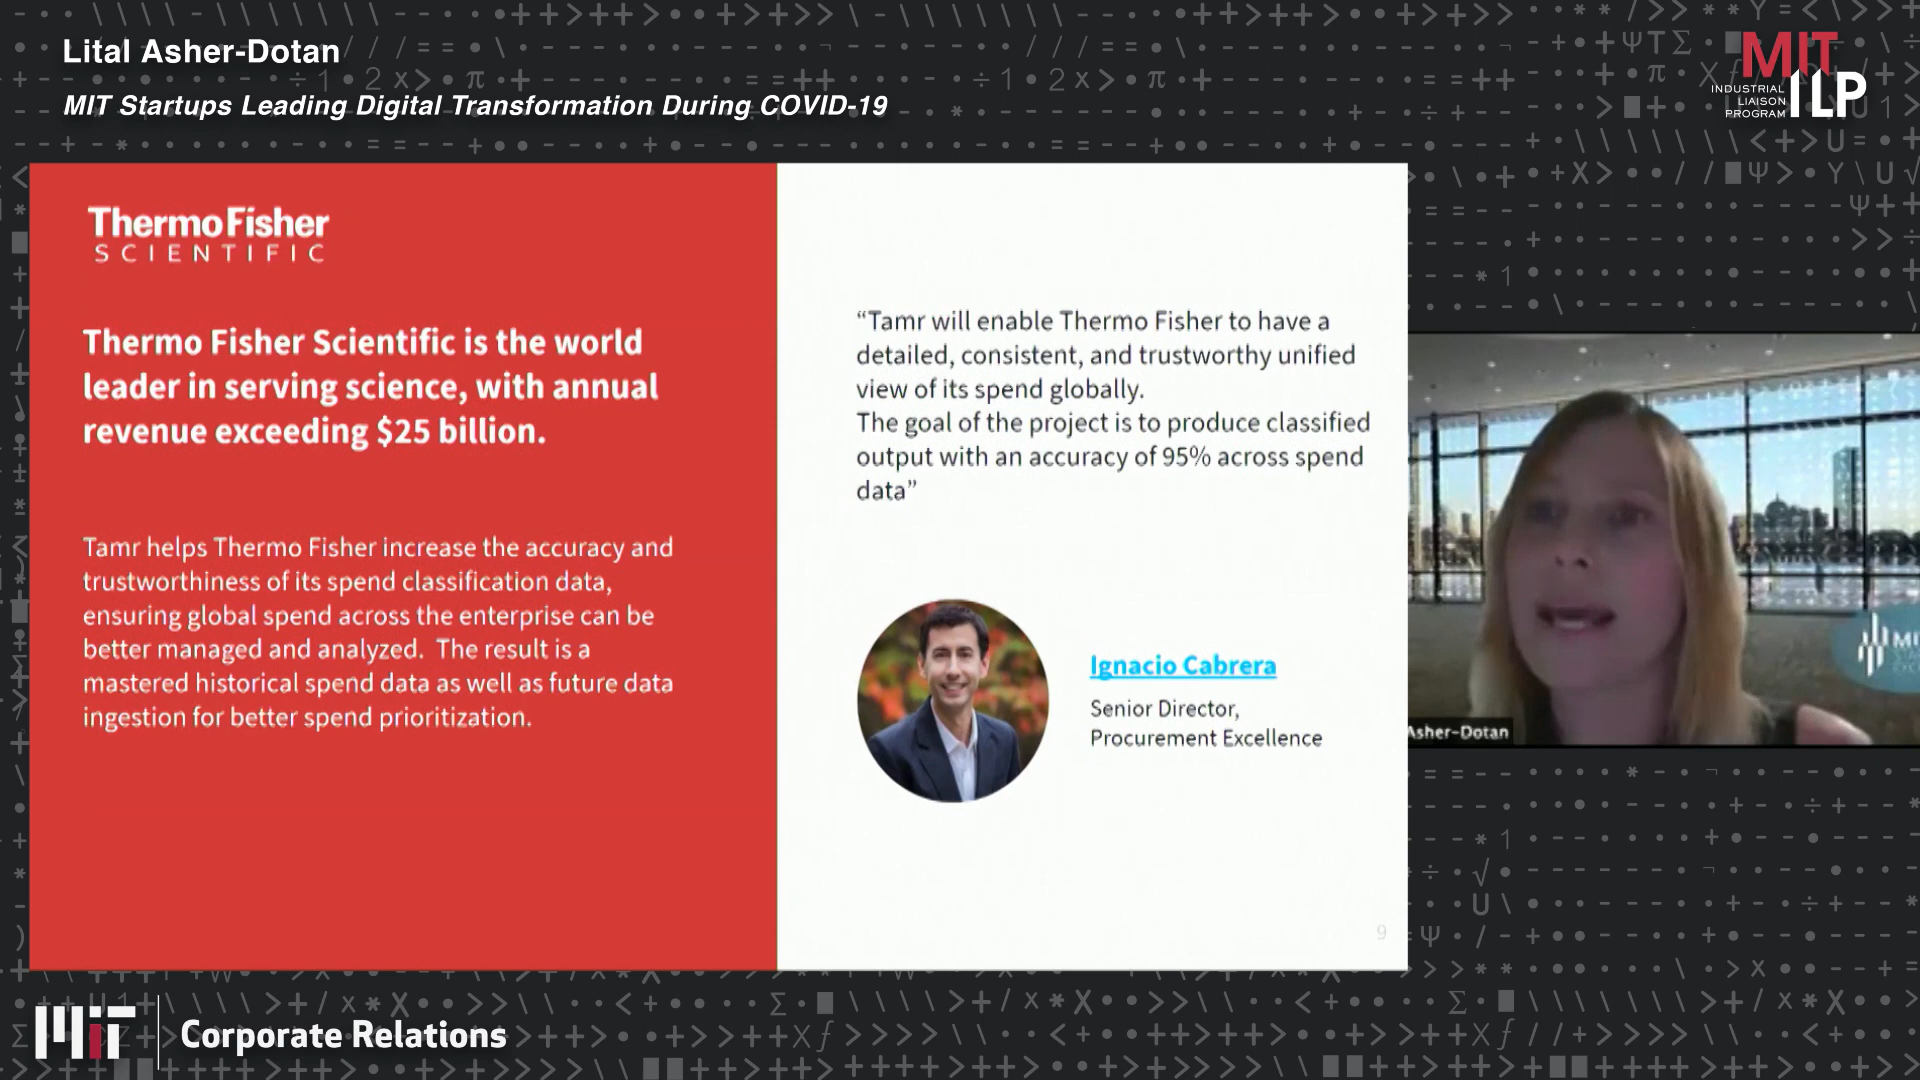 Lital Asher-Dotan
MIT Startups Leading Digital Transformation During COVID-19
MIT
ILP
INDUSTRIAL
LIAISON
PROGRAM
ThermoFisher
SCIENTIFIC
Thermo Fisher Scientific is the world
leader in serving science, with annual
revenue exceeding $25 billion.
Tamr helps Thermo Fisher increase the accuracy and
trustworthiness of its spend classification data,
ensuring global spend across the enterprise can be
better managed and analyzed. The result is a
mastered historical spend data as well as future data
ingestion for better spend prioritization.
“Tamr will enable Thermo Fisher to have a
detailed, consistent, and trustworthy unified
view of its spend globally.
The goal of the project is to produce classified
output with an accuracy of 95% across spend
data”
Ignacio Cabrera
Senior Director,
Procurement Excellence
9
Asher-Dotan
MIT
Corporate Relations